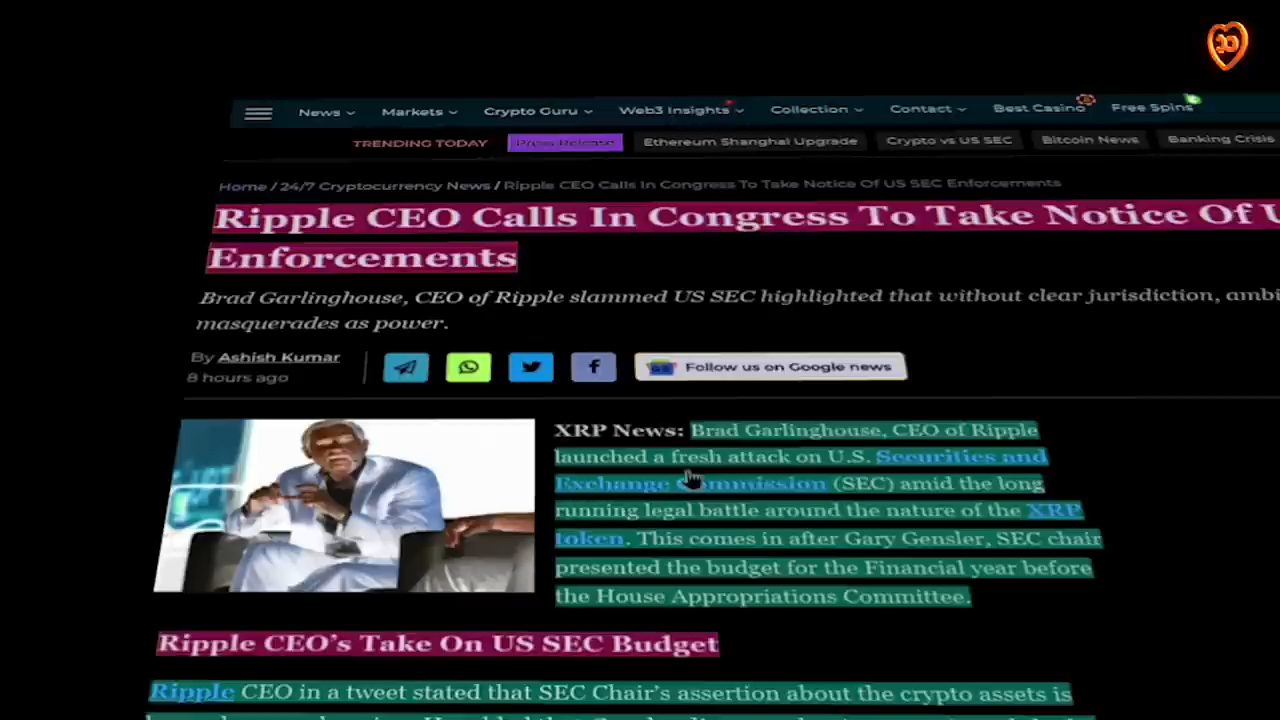 News Markets Crypto Guru Web3 Insights Collection Contact Best Casino Free Spins
TRENDING TODAY Press Release Ethereum Shanghai Upgrade Crypto vs US SEC Bitcoin News Banking Crisis
Home / 24/7 Cryptocurrency News / Ripple CEO Calls In Congress To Take Notice Of US SEC Enforcements
Ripple CEO Calls In Congress To Take Notice Of
Enforcements
Brad Garlinghouse, CEO of Ripple slammed US SEC highlighted that without clear jurisdiction,
masquerades as power.
By Ashish Kumar
8 hours ago
Follow us on Google news
XRP News: Brad Garlinghouse, CEO of Ripple
launched a fresh attack on U.S. Securities and
Exchange Commission (SEC) amid the long
running legal battle around the nature of the XRP
token. This comes in after Gary Gensler, SEC chair
presented the budget for the Financial year before
the House Appropriations Committee.
Ripple CEO's Take On US SEC Budget
Ripple CEO in a tweet stated that SEC Chair's assertion about the crypto assets is